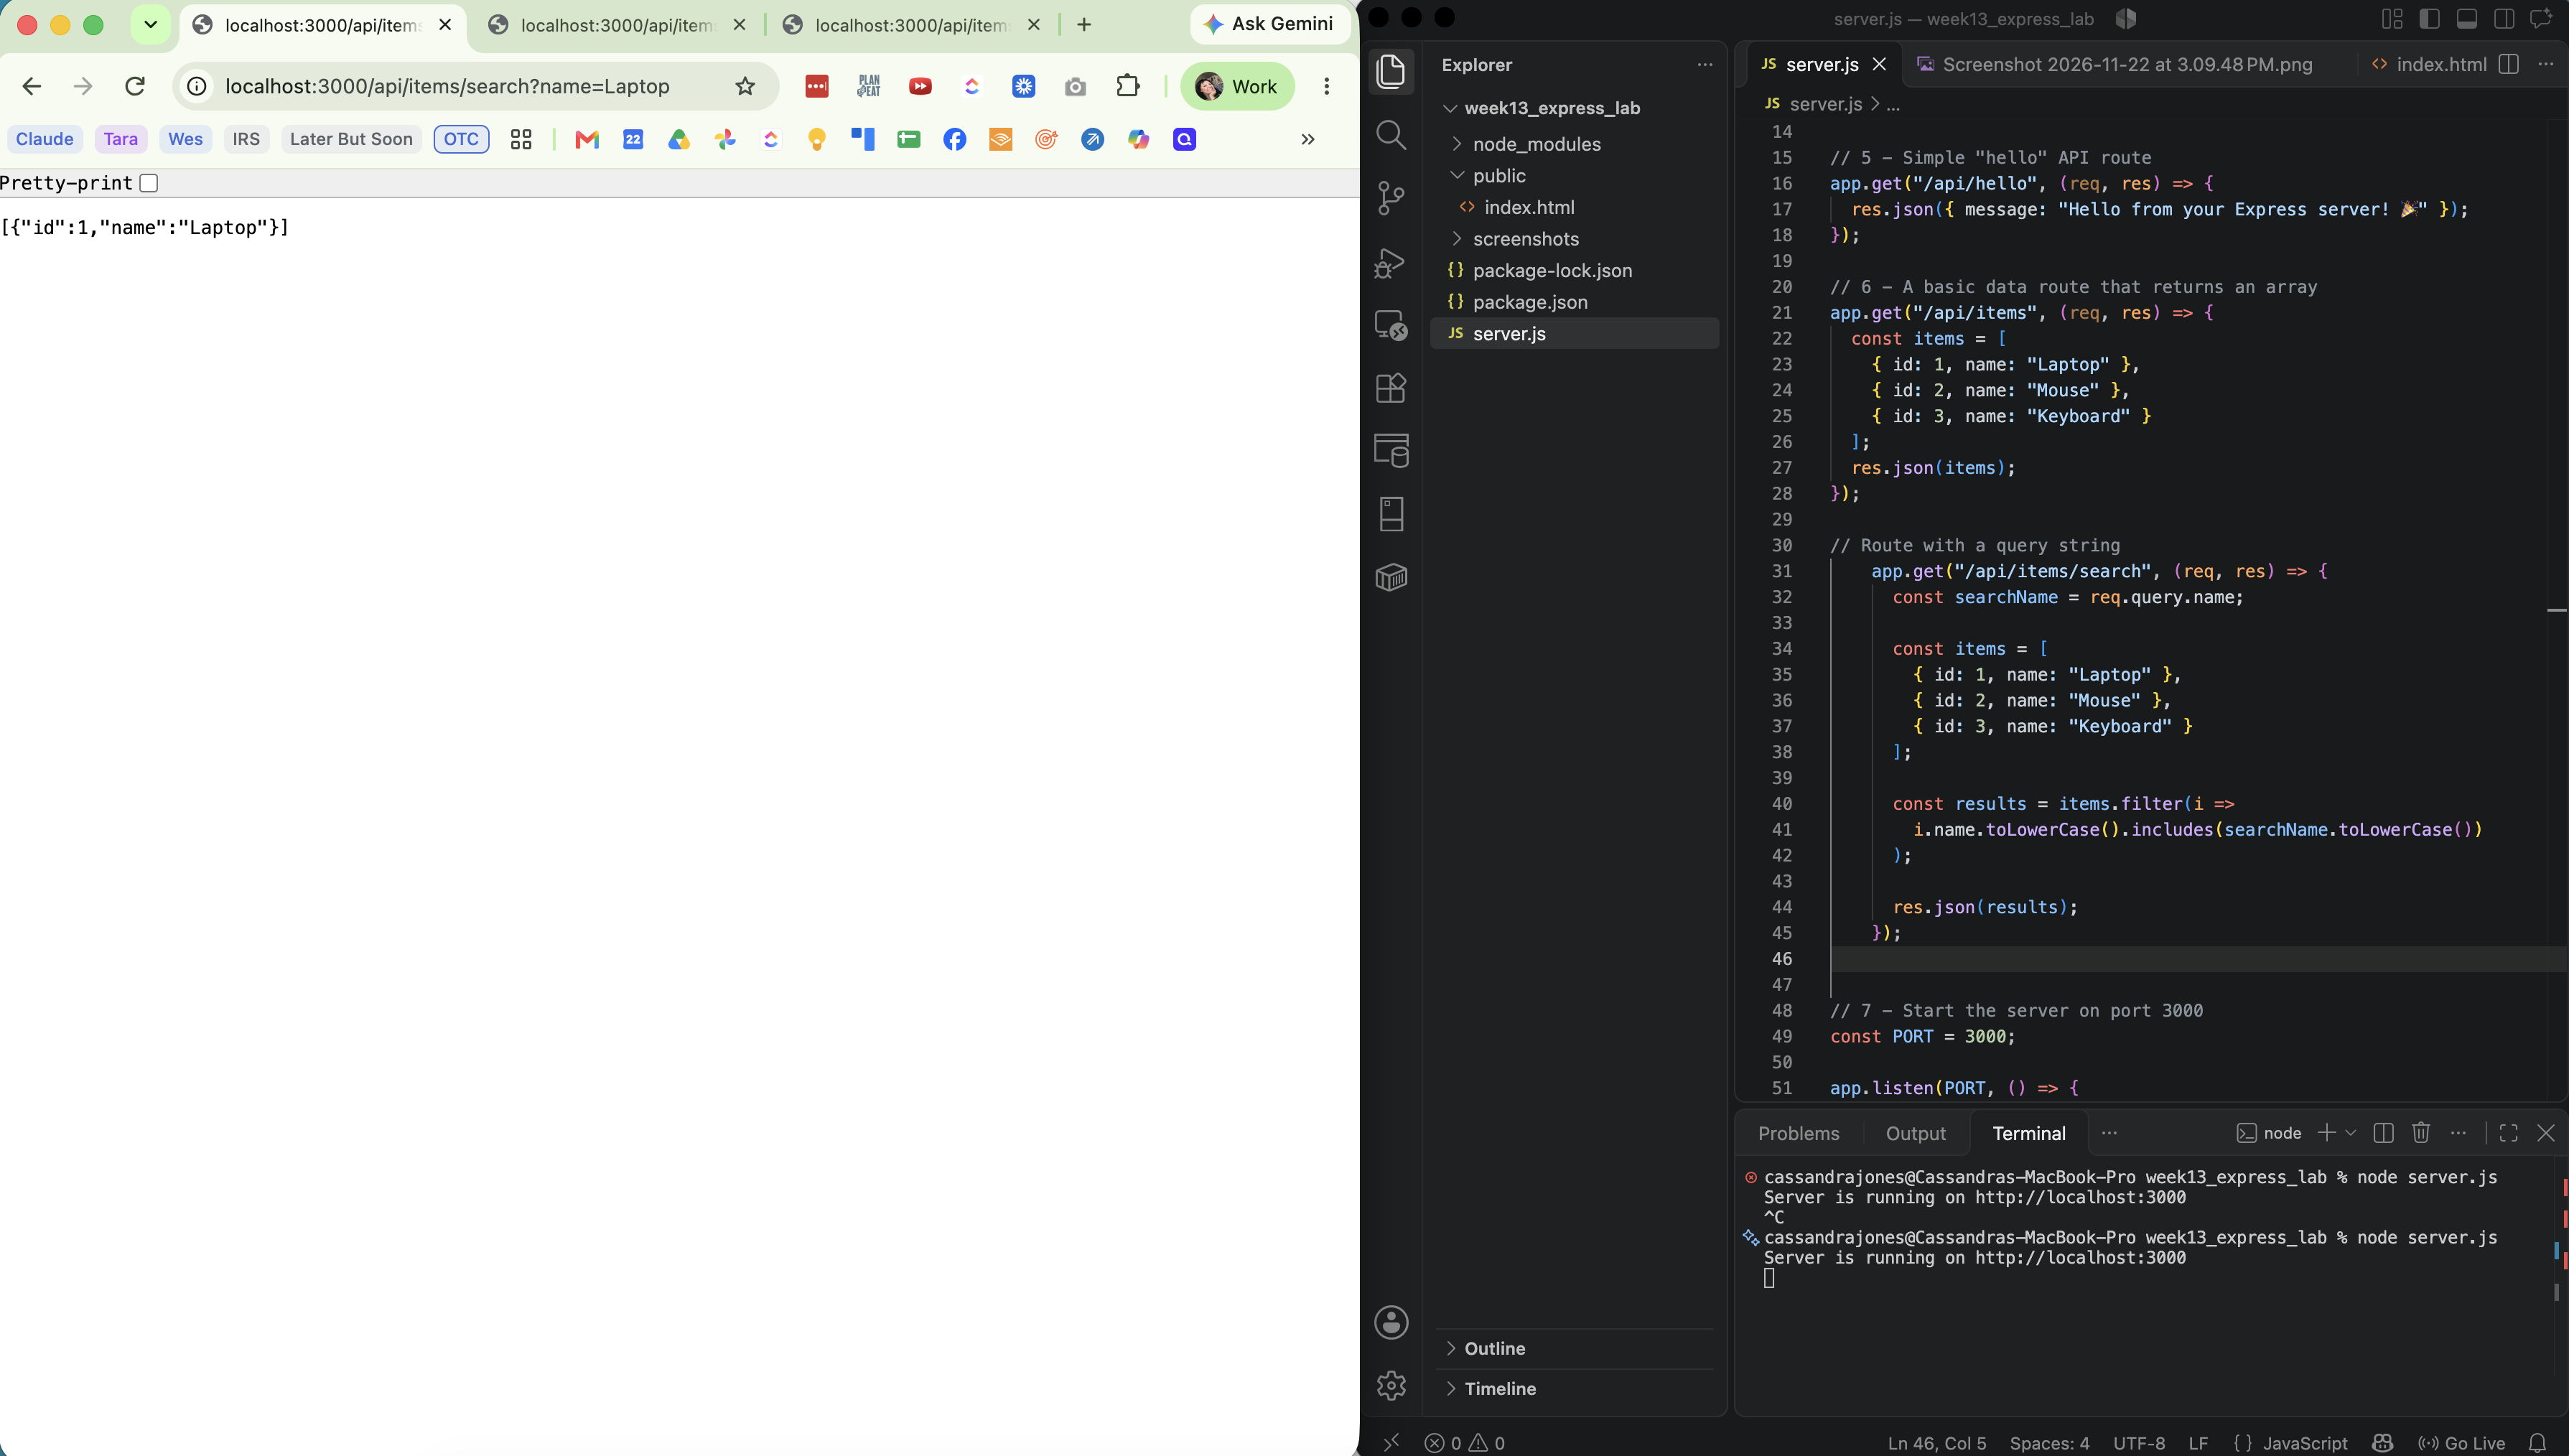 localhost:3000/api/items
localhost:3000/api/item
localhost:3000/api/item
Ask Gemini
localhost:3000/api/items/search?name=Laptop
PLAN TO EAT
Work
Claude
Tara
Wes
IRS
Later But Soon
OTC
22
Pretty-print
[{"id":1,"name":"Laptop"}]
server.js — week13_express_lab
Explorer
week13_express_lab
node_modules
public
index.html
screenshots
package-lock.json
package.json
JS server.js
JS server.js
Screenshot 2026-11-22 at 3.09.48 PM.png
index.html
JS server.js > ...
14
15 // 5 – Simple "hello" API route
16 app.get("/api/hello", (req, res) => {
17 res.json({ message: "Hello from your Express server! 🎉" });
18 });
19
20 // 6 – A basic data route that returns an array
21 app.get("/api/items", (req, res) => {
22 const items = [
23 { id: 1, name: "Laptop" },
24 { id: 2, name: "Mouse" },
25 { id: 3, name: "Keyboard" }
26 ];
27 res.json(items);
28 });
29
30 // Route with a query string
31 app.get("/api/items/search", (req, res) => {
32 const searchName = req.query.name;
33
34 const items = [
35 { id: 1, name: "Laptop" },
36 { id: 2, name: "Mouse" },
37 { id: 3, name: "Keyboard" }
38 ];
39
40 const results = items.filter(i =>
41 i.name.toLowerCase().includes(searchName.toLowerCase())
42 );
43
44 res.json(results);
45 });
46
47
48 // 7 – Start the server on port 3000
49 const PORT = 3000;
50
51 app.listen(PORT, () => {
Problems
Output
Terminal
node
cassandrajones@Cassandras-MacBook-Pro week13_express_lab % node server.js
Server is running on http://localhost:3000
^C
cassandrajones@Cassandras-MacBook-Pro week13_express_lab % node server.js
Server is running on http://localhost:3000
Outline
Timeline
0 0
Ln 46, Col 5
Spaces: 4
UTF-8
LF
{ } JavaScript
Go Live